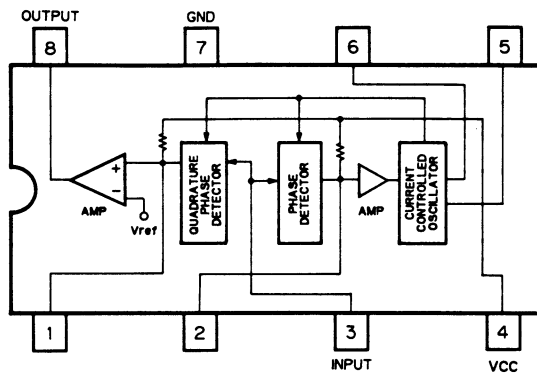 OUTPUT
GND
8
7
6
5
+
−
AMP
Vref
QUADRATURE
PHASE
DETECTOR
PHASE
DETECTOR
AMP
CURRENT
CONTROLLED
OSCILLATOR
1
2
3
4
INPUT
VCC